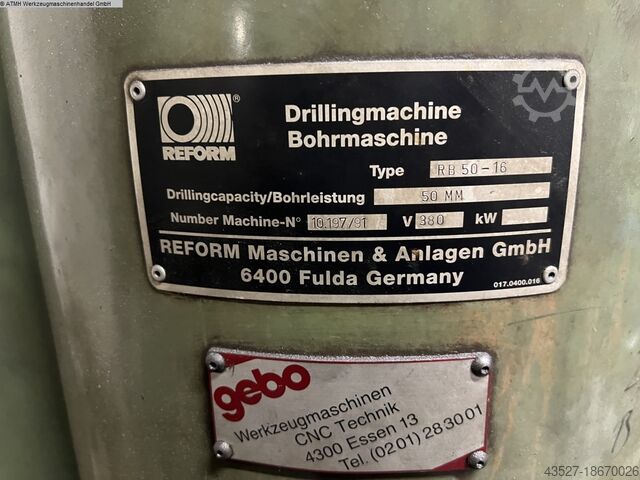 © ATMH Werkzeugmaschinenhandel GmbH
REFORM ®
Drillingmachine
Bohrmaschine
Type RB 50-16
Drillingcapacity/Bohrleistung 50 MM
Number Machine-N° 10.197/91 V 380 kW
REFORM Maschinen & Anlagen GmbH
6400 Fulda Germany
017.0400.016
gebo
Werkzeugmaschinen
CNC Technik
4300 Essen 13
Tel. (0201) 28 30 01
43527-18670026